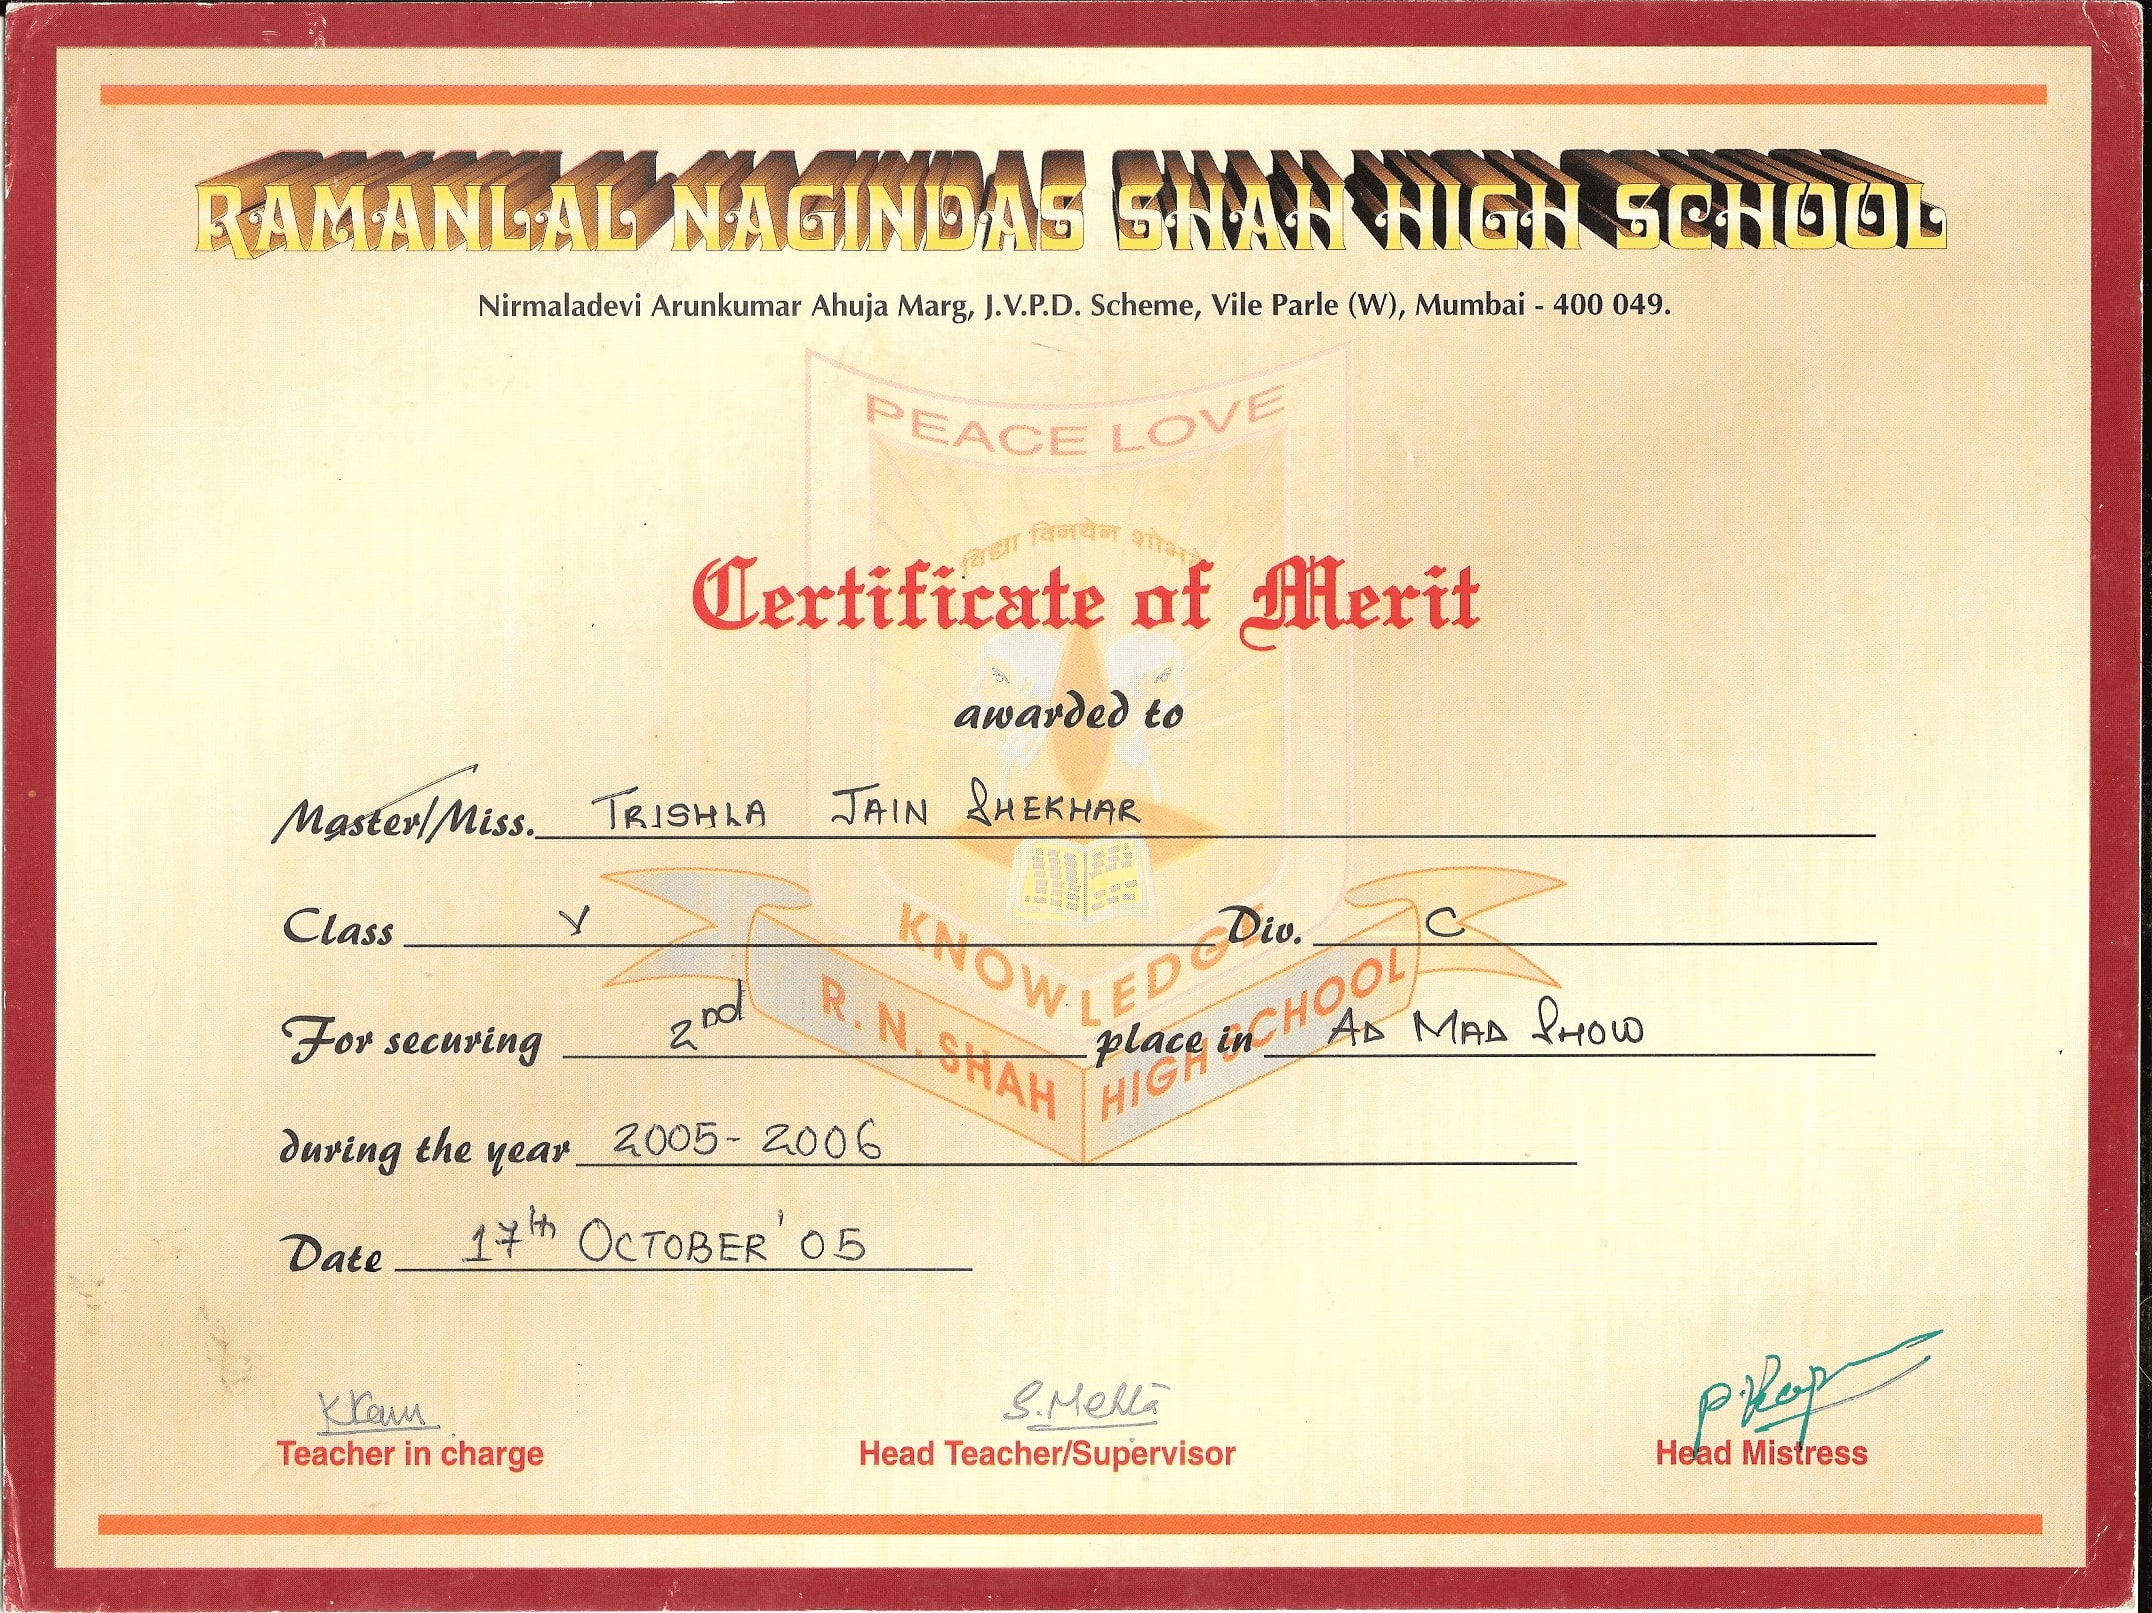 RAMANLAL NAGINDAS SHAH HIGH SCHOOL
Nirmaladevi Arunkumar Ahuja Marg, J.V.P.D. Scheme, Vile Parle (W), Mumbai - 400 049.
PEACE LOVE
विद्या विनयेन शोभते
Certificate of Merit
awarded to
Master/Miss. TRISHLA JAIN SHEKHAR
Class V Div. C
KNOWLEDGE
For securing 2nd place in AD MAD SHOW
R. N. SHAH HIGH SCHOOL
during the year 2005-2006
Date 17th OCTOBER '05
S.Mehta
Teacher in charge Head Teacher/Supervisor Head Mistress